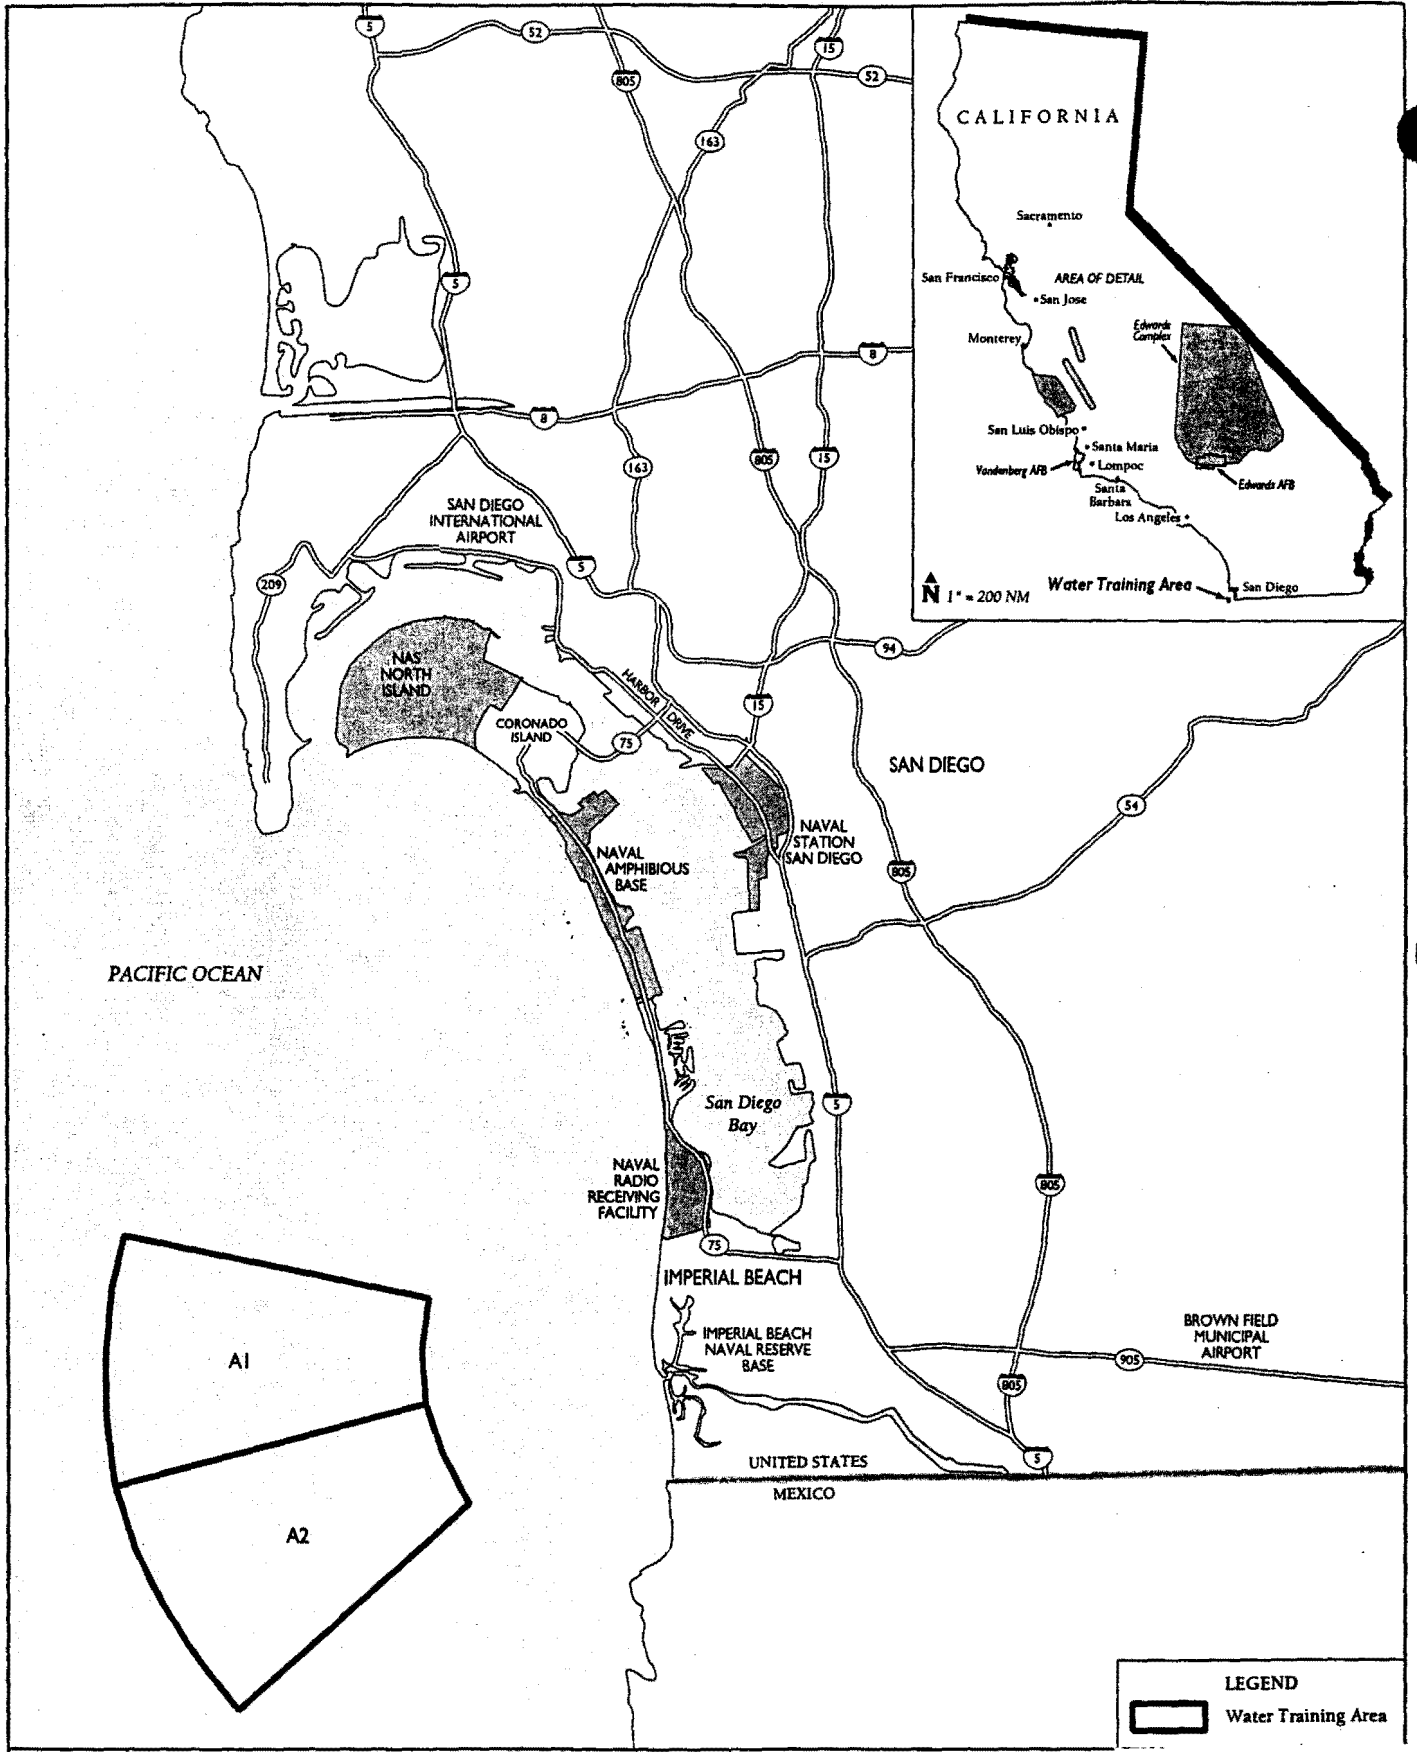 5
52
15
805
52
163
5
8
8
163
805
15
SAN DIEGO
INTERNATIONAL
AIRPORT
5
209
94
NAS
NORTH
ISLAND
HARBOR DRIVE
15
CORONADO
ISLAND
75
SAN DIEGO
54
NAVAL
STATION
SAN DIEGO
NAVAL
AMPHIBIOUS
BASE
805
PACIFIC OCEAN
San Diego
Bay
5
NAVAL
RADIO
RECEIVING
FACILITY
805
75
IMPERIAL BEACH
IMPERIAL BEACH
NAVAL RESERVE
BASE
BROWN FIELD
MUNICIPAL
AIRPORT
905
805
A1
5
UNITED STATES
MEXICO
A2
CALIFORNIA
Sacramento
San Francisco
AREA OF DETAIL
San Jose
Edwards
Complex
Monterey
San Luis Obispo
Santa Maria
Vandenberg AFB
Lompoc
Edwards AFB
Santa
Barbara
Los Angeles
Water Training Area
San Diego
N 1" = 200 NM
LEGEND
Water Training Area